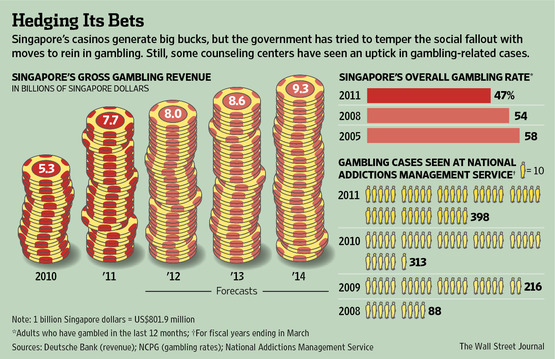 Hedging Its Bets
Singapore's casinos generate big bucks, but the government has tried to temper the social fallout with
moves to rein in gambling. Still, some counseling centers have seen an uptick in gambling-related cases.
SINGAPORE'S GROSS GAMBLING REVENUE
IN BILLIONS OF SINGAPORE DOLLARS
5.3
7.7
8.0
8.6
9.3
2010
'11
'12
'13
'14
Forecasts
SINGAPORE'S OVERALL GAMBLING RATE*
2011 47%
2008 54
2005 58
GAMBLING CASES SEEN AT NATIONAL
ADDICTIONS MANAGEMENT SERVICE† = 10
2011
398
2010
313
2009 216
2008 88
Note: 1 billion Singapore dollars = US$801.9 million
*Adults who have gambled in the last 12 months; †For fiscal years ending in March
Sources: Deutsche Bank (revenue); NCPG (gambling rates); National Addictions Management Service
The Wall Street Journal